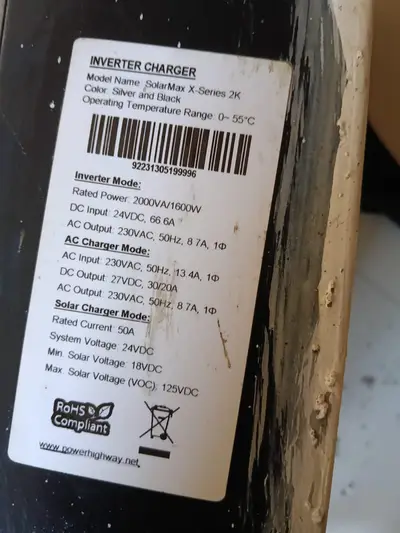 INVERTER CHARGER
Model Name: SolarMax X-Series 2K
Color: Silver and Black
Operating Temperature Range: 0~ 55°C
92231305199996
Inverter Mode:
Rated Power: 2000VA/1600W
DC Input: 24VDC, 66.6A
AC Output: 230VAC, 50Hz, 8.7A, 1Φ
AC Charger Mode:
AC Input: 230VAC, 50Hz, 13.4A, 1Φ
DC Output: 27VDC, 30/20A
AC Output: 230VAC, 50Hz, 8.7A, 1Φ
Solar Charger Mode:
Rated Current: 50A
System Voltage: 24VDC
Min. Solar Voltage: 18VDC
Max. Solar Voltage (VOC): 125VDC
RoHS
Compliant
www.powerhighway.net